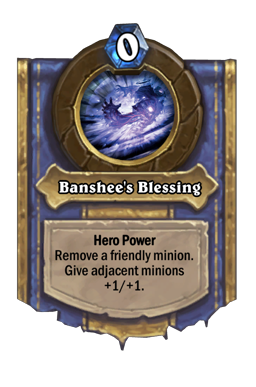 0
Banshee's Blessing
Hero Power
Remove a friendly minion.
Give adjacent minions
+1/+1.